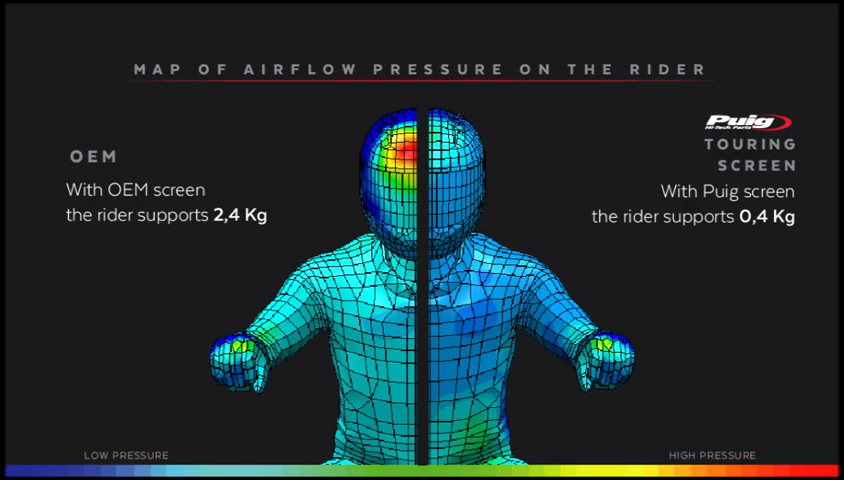 MAP OF AIRFLOW PRESSURE ON THE RIDER
OEM
With OEM screen
the rider supports 2,4 Kg
Puig
Hi-Tech Parts
TOURING
SCREEN
With Puig screen
the rider supports 0,4 Kg
LOW PRESSURE
HIGH PRESSURE